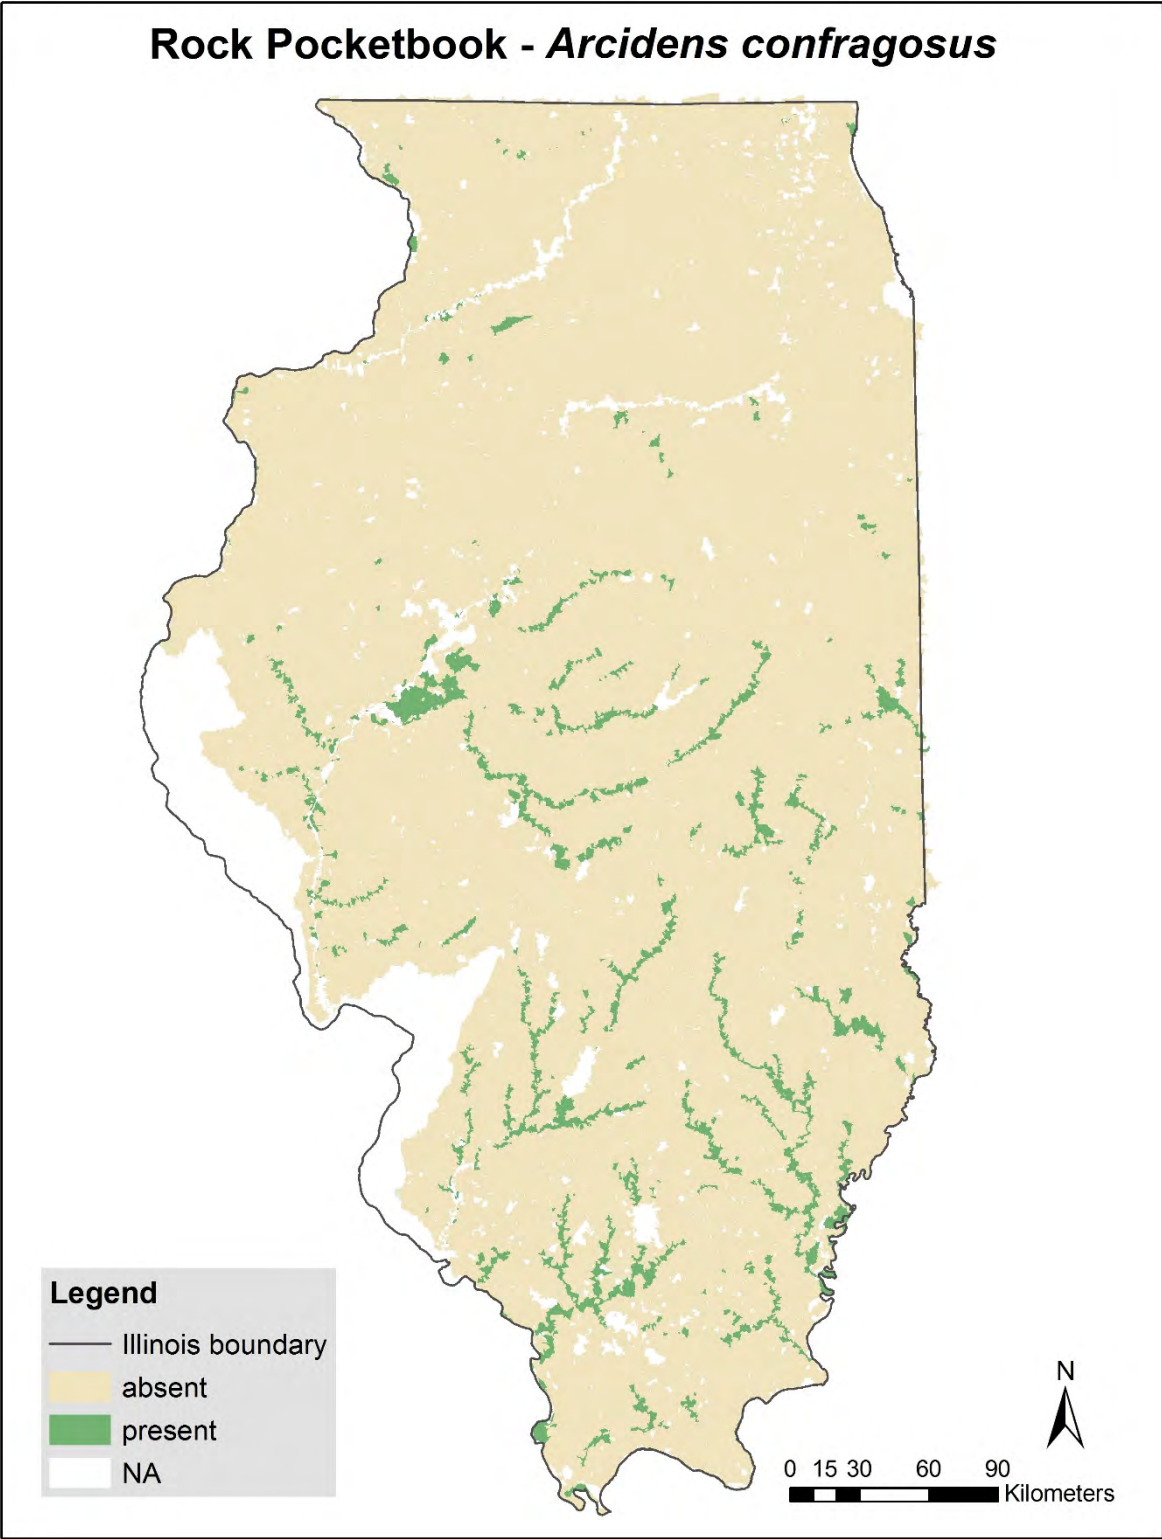 Rock Pocketbook - Arcidens confragosus
Legend
Illinois boundary
absent
present
NA
N
0 15 30 60 90
Kilometers